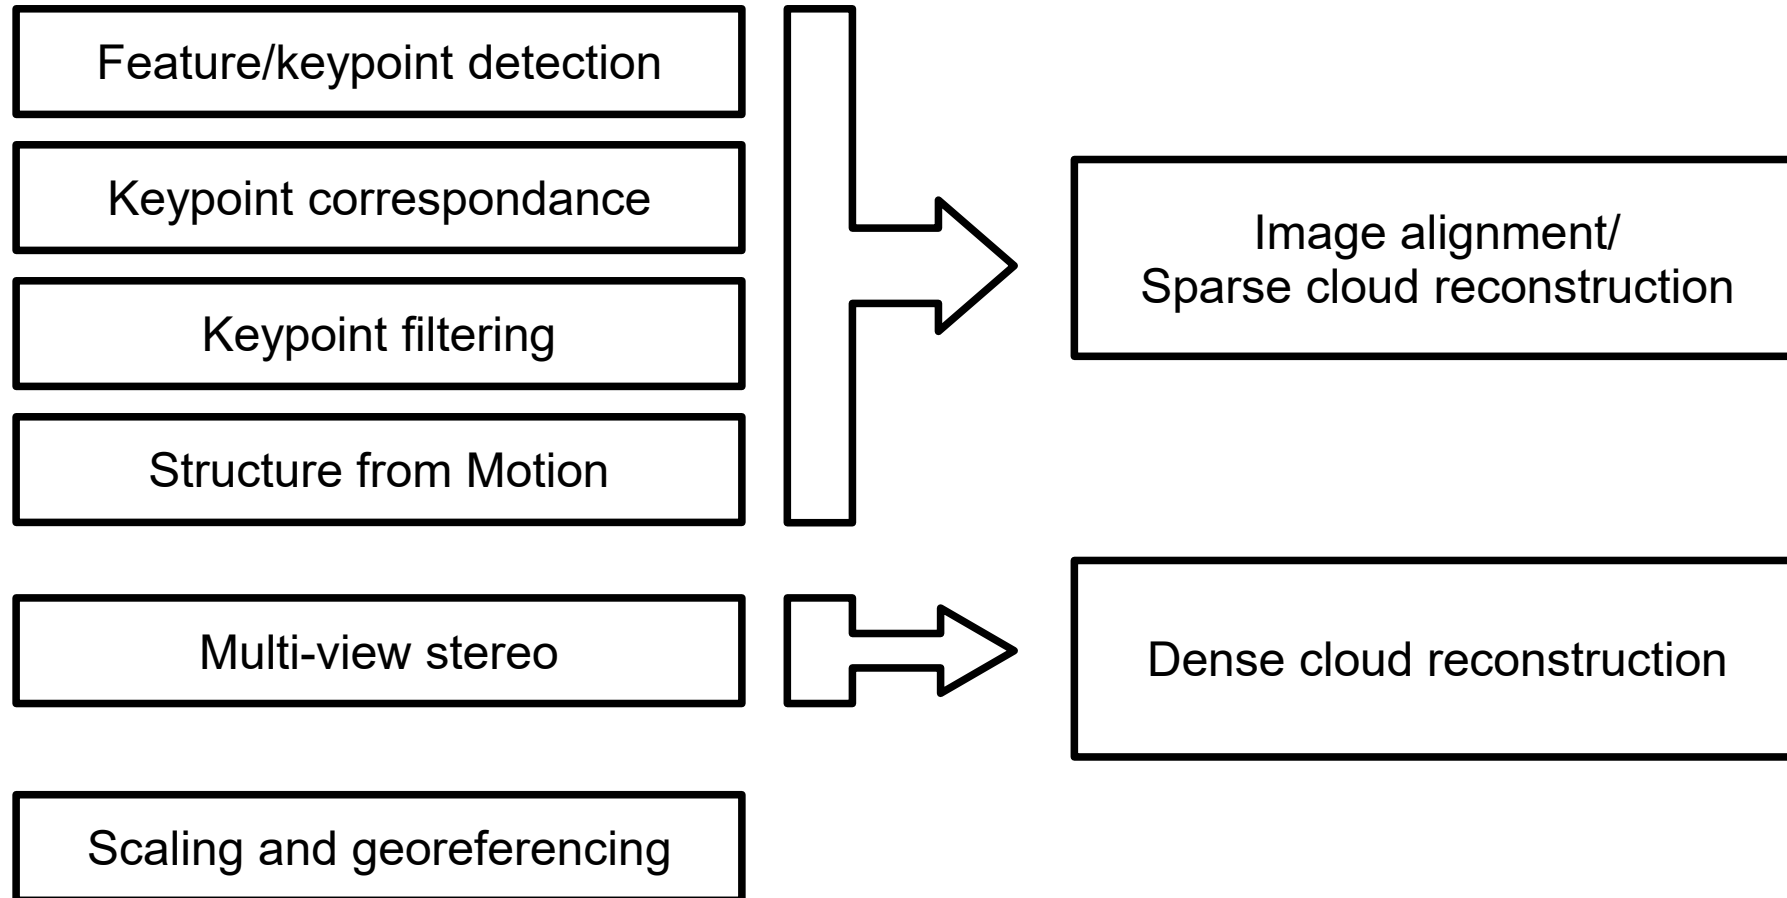 Feature/keypoint detection
Keypoint correspondance
Keypoint filtering
Structure from Motion
Image alignment/
Sparse cloud reconstruction
Multi-view stereo
Dense cloud reconstruction
Scaling and georeferencing